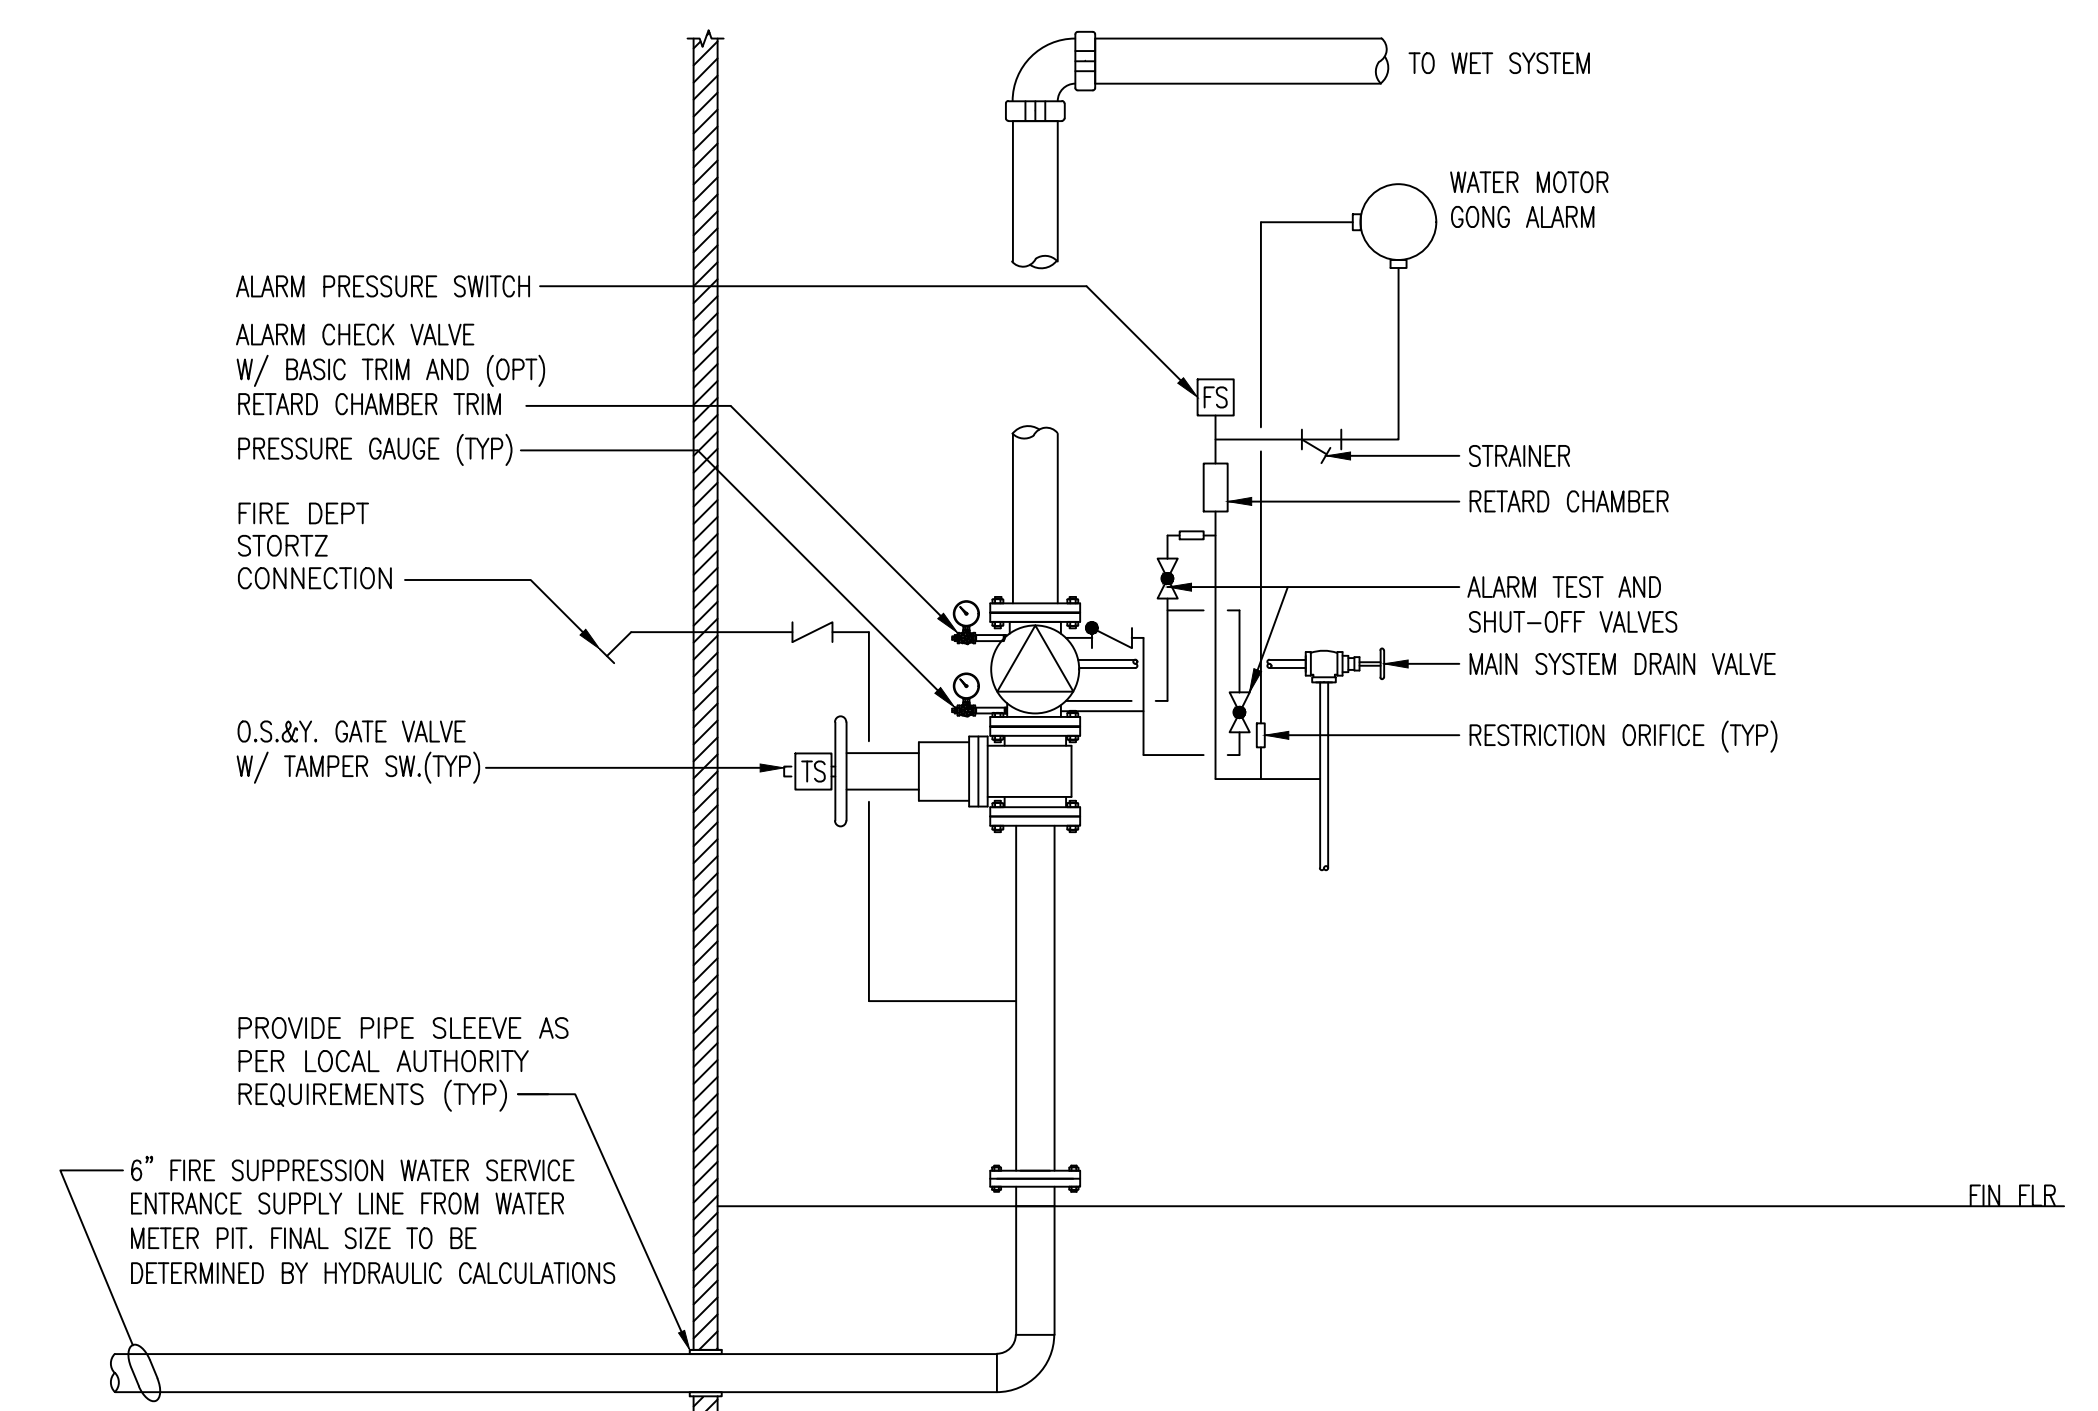 TO WET SYSTEM
WATER MOTOR
GONG ALARM
ALARM PRESSURE SWITCH
ALARM CHECK VALVE
W/ BASIC TRIM AND (OPT)
RETARD CHAMBER TRIM
PRESSURE GAUGE (TYP)
FIRE DEPT
STORTZ
CONNECTION
O.S.&Y. GATE VALVE
W/ TAMPER SW.(TYP)
TS
FS
STRAINER
RETARD CHAMBER
ALARM TEST AND
SHUT-OFF VALVES
MAIN SYSTEM DRAIN VALVE
RESTRICTION ORIFICE (TYP)
PROVIDE PIPE SLEEVE AS
PER LOCAL AUTHORITY
REQUIREMENTS (TYP)
6" FIRE SUPPRESSION WATER SERVICE
ENTRANCE SUPPLY LINE FROM WATER
METER PIT. FINAL SIZE TO BE
DETERMINED BY HYDRAULIC CALCULATIONS
FIN FLR